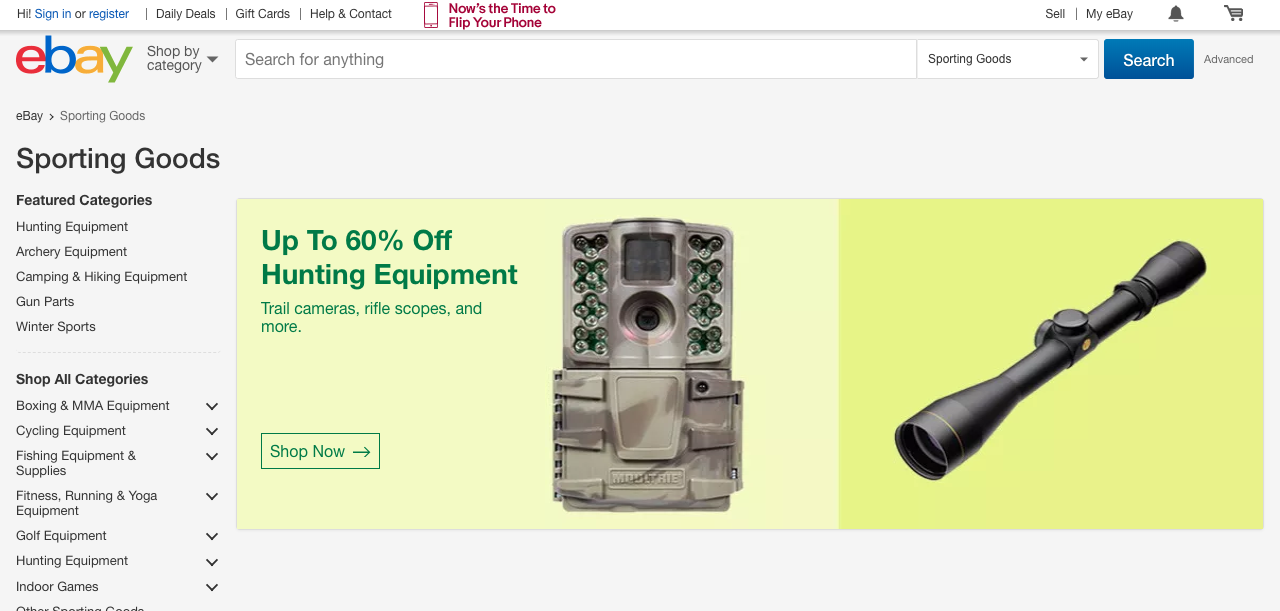 Hi! Sign in or register
Daily Deals
Gift Cards
Help & Contact
Now's the Time to
Flip Your Phone
Sell
My eBay
ebay
Shop by
category
Search for anything
Sporting Goods
Search
Advanced
eBay
Sporting Goods
Sporting Goods
Featured Categories
Hunting Equipment
Archery Equipment
Camping & Hiking Equipment
Gun Parts
Winter Sports
Shop All Categories
Boxing & MMA Equipment
Cycling Equipment
Fishing Equipment &
Supplies
Fitness, Running & Yoga
Equipment
Golf Equipment
Hunting Equipment
Indoor Games
Other Sporting Goods
Up To 60% Off
Hunting Equipment
Trail cameras, rifle scopes, and
more.
Shop Now
MOULTRIE